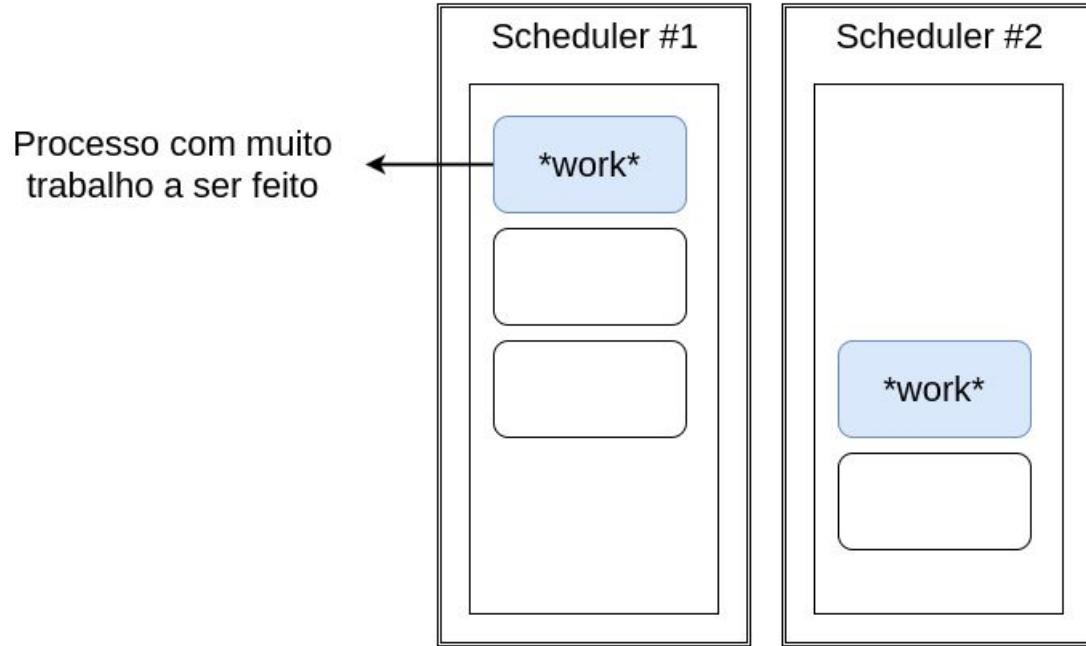 Scheduler #1
Scheduler #2
Processo com muito
trabalho a ser feito
*work*
*work*